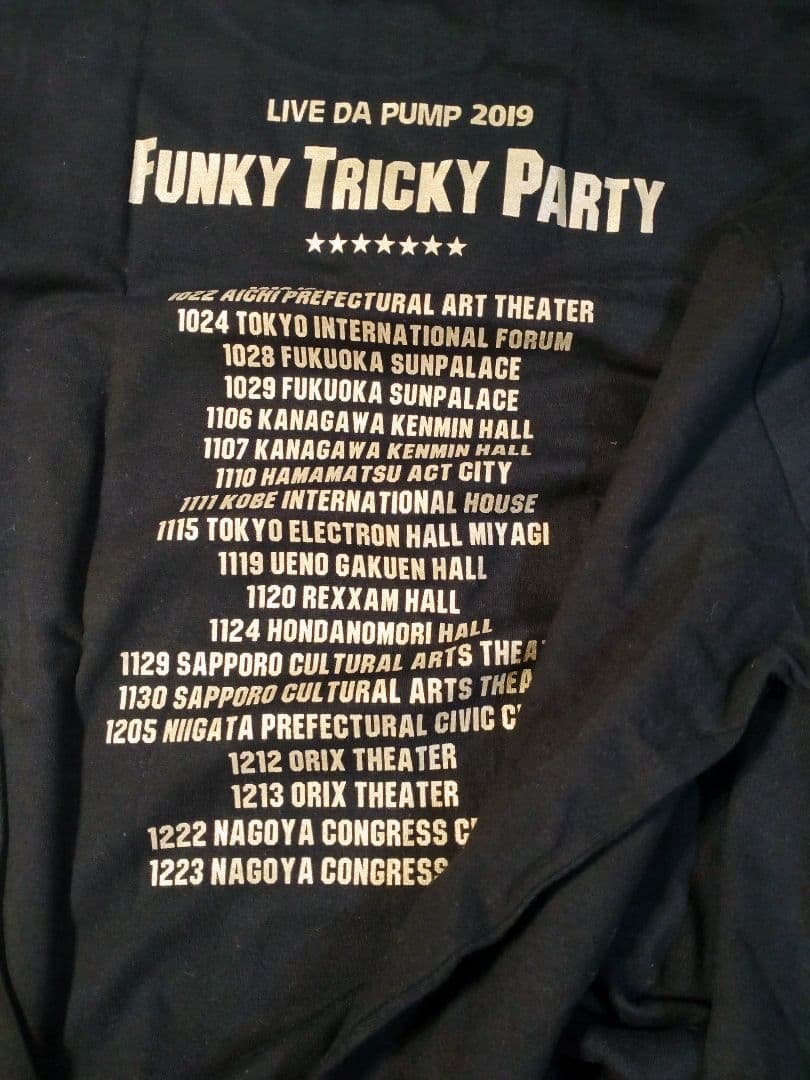 LIVE DA PUMP 2019
FUNKY TRICKY PARTY
★★★★★★★
1022 AICHI PREFECTURAL ART THEATER
1024 TOKYO INTERNATIONAL FORUM
1028 FUKUOKA SUNPALACE
1029 FUKUOKA SUNPALACE
1106 KANAGAWA KENMIN HALL
1107 KANAGAWA KENMIN HALL
1110 HAMAMATSU ACT CITY
1111 KOBE INTERNATIONAL HOUSE
1115 TOKYO ELECTRON HALL MIYAGI
1119 UENO GAKUEN HALL
1120 REXXAM HALL
1124 HONDANOMORI HALL
1129 SAPPORO CULTURAL ARTS
1130 SAPPORO CULTURAL ARTS
1205 NIIGATA PREFECTURAL CIVIC
1212 ORIX THEATER
1213 ORIX THEATER
1222 NAGOYA CONGRESS
1223 NAGOYA CONGRESS